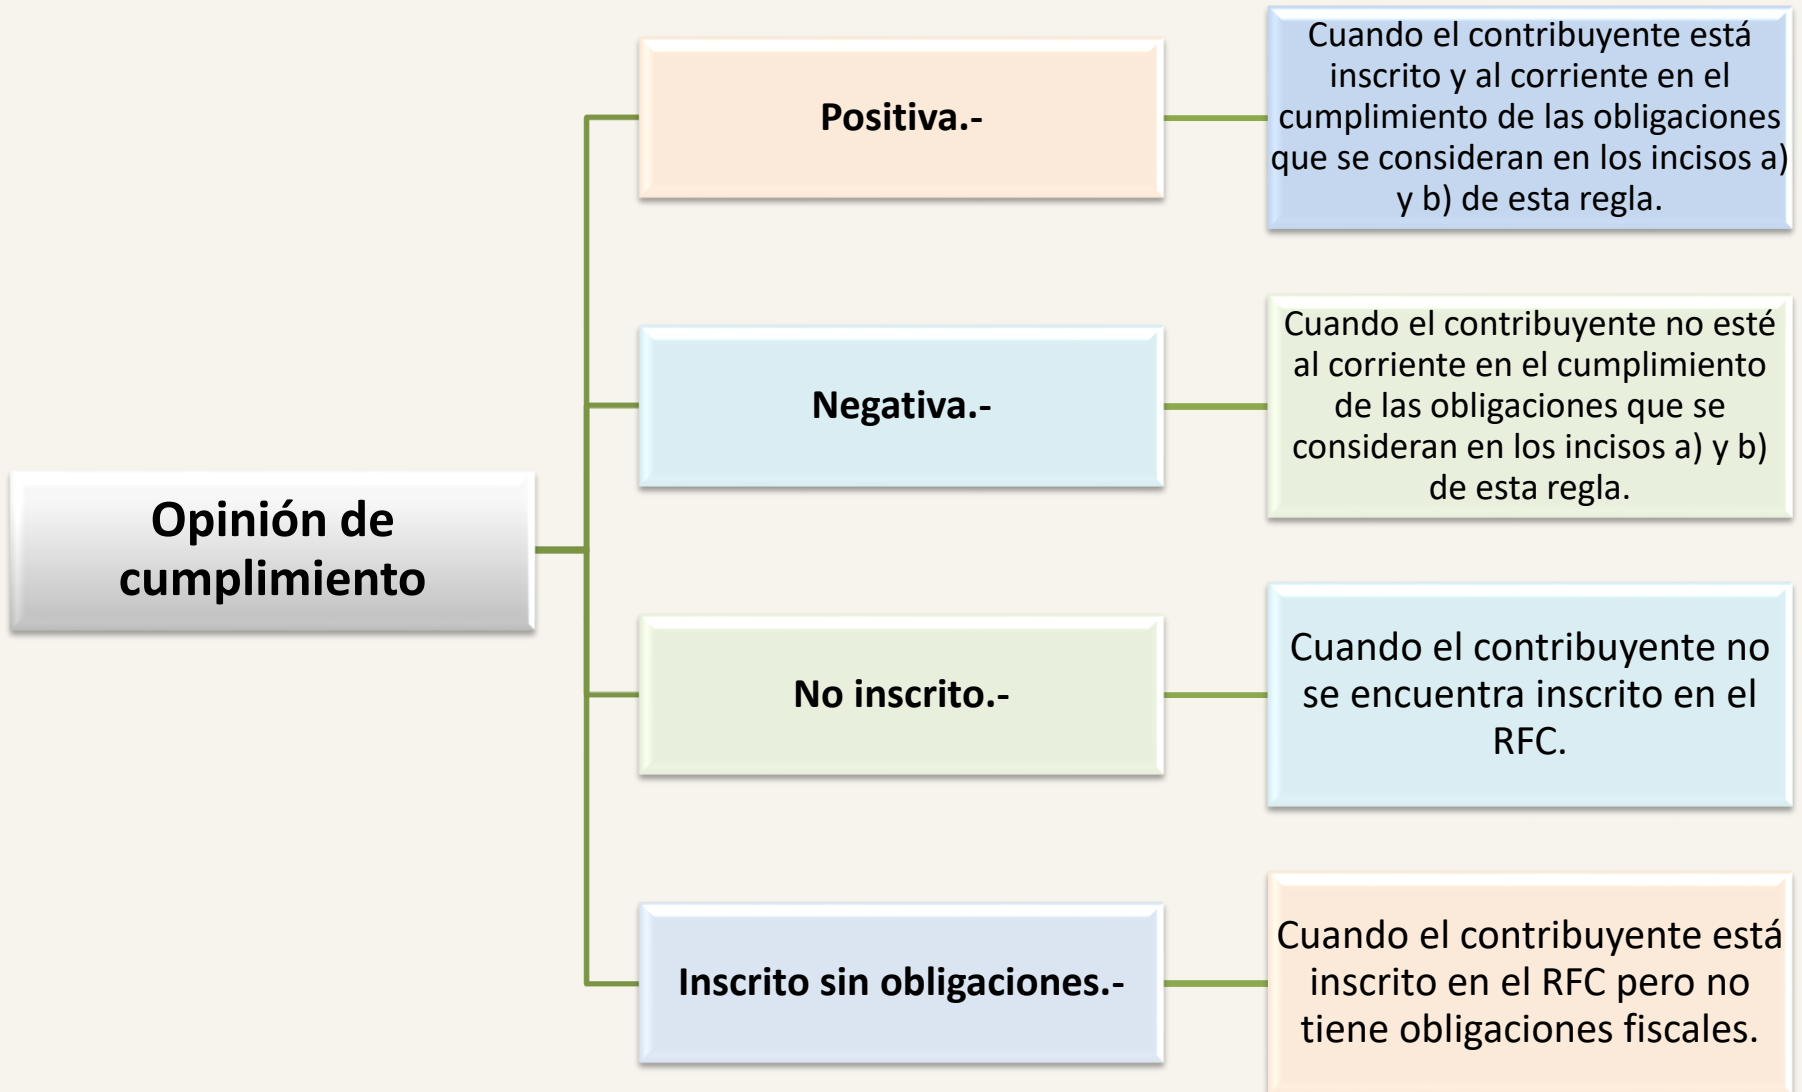 Opinión de
cumplimiento
Positiva.-
Cuando el contribuyente está
inscrito y al corriente en el
cumplimiento de las obligaciones
que se consideran en los incisos a)
y b) de esta regla.
Negativa.-
Cuando el contribuyente no esté
al corriente en el cumplimiento
de las obligaciones que se
consideran en los incisos a) y b)
de esta regla.
No inscrito.-
Cuando el contribuyente no
se encuentra inscrito en el
RFC.
Inscrito sin obligaciones.-
Cuando el contribuyente está
inscrito en el RFC pero no
tiene obligaciones fiscales.